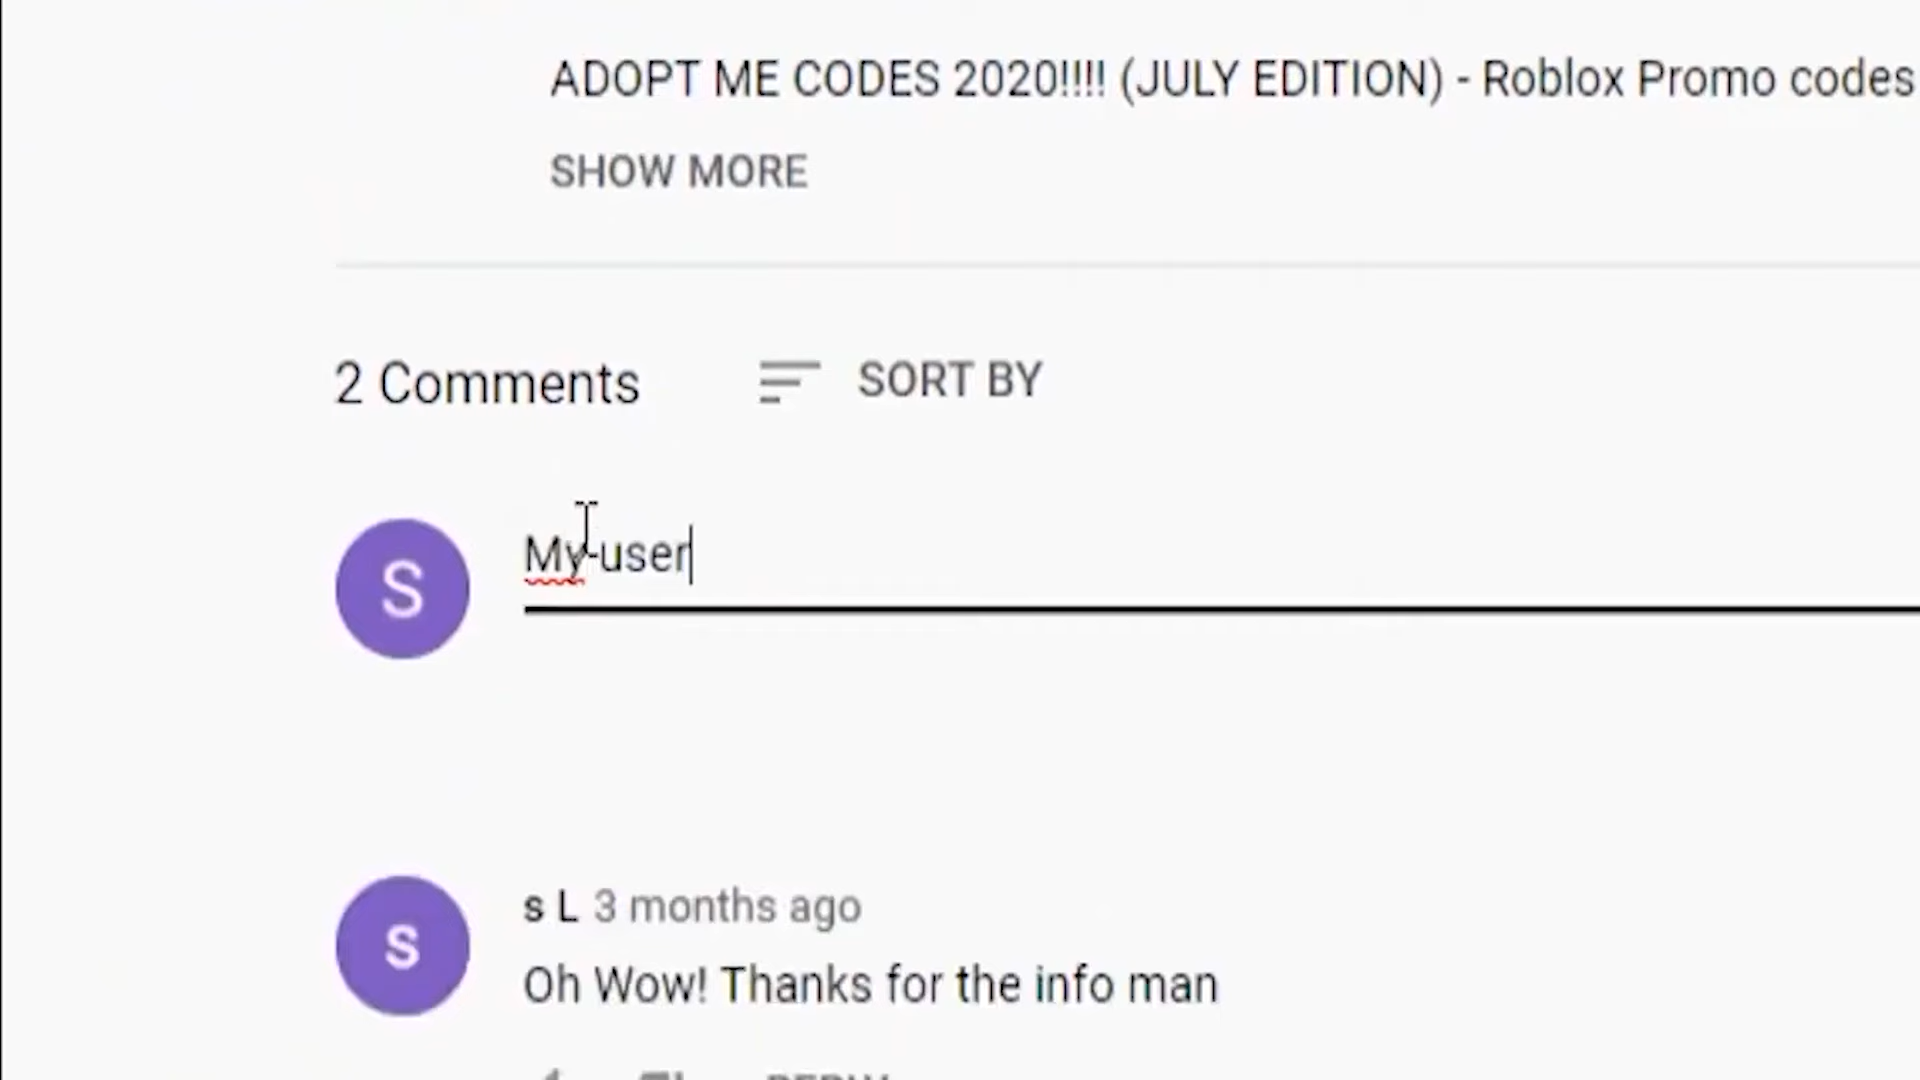 ADOPT ME CODES 2020!!!! (JULY EDITION) - Roblox Promo codes
SHOW MORE
2 Comments SORT BY
S My user
s s L 3 months ago
Oh Wow! Thanks for the info man
REPLY